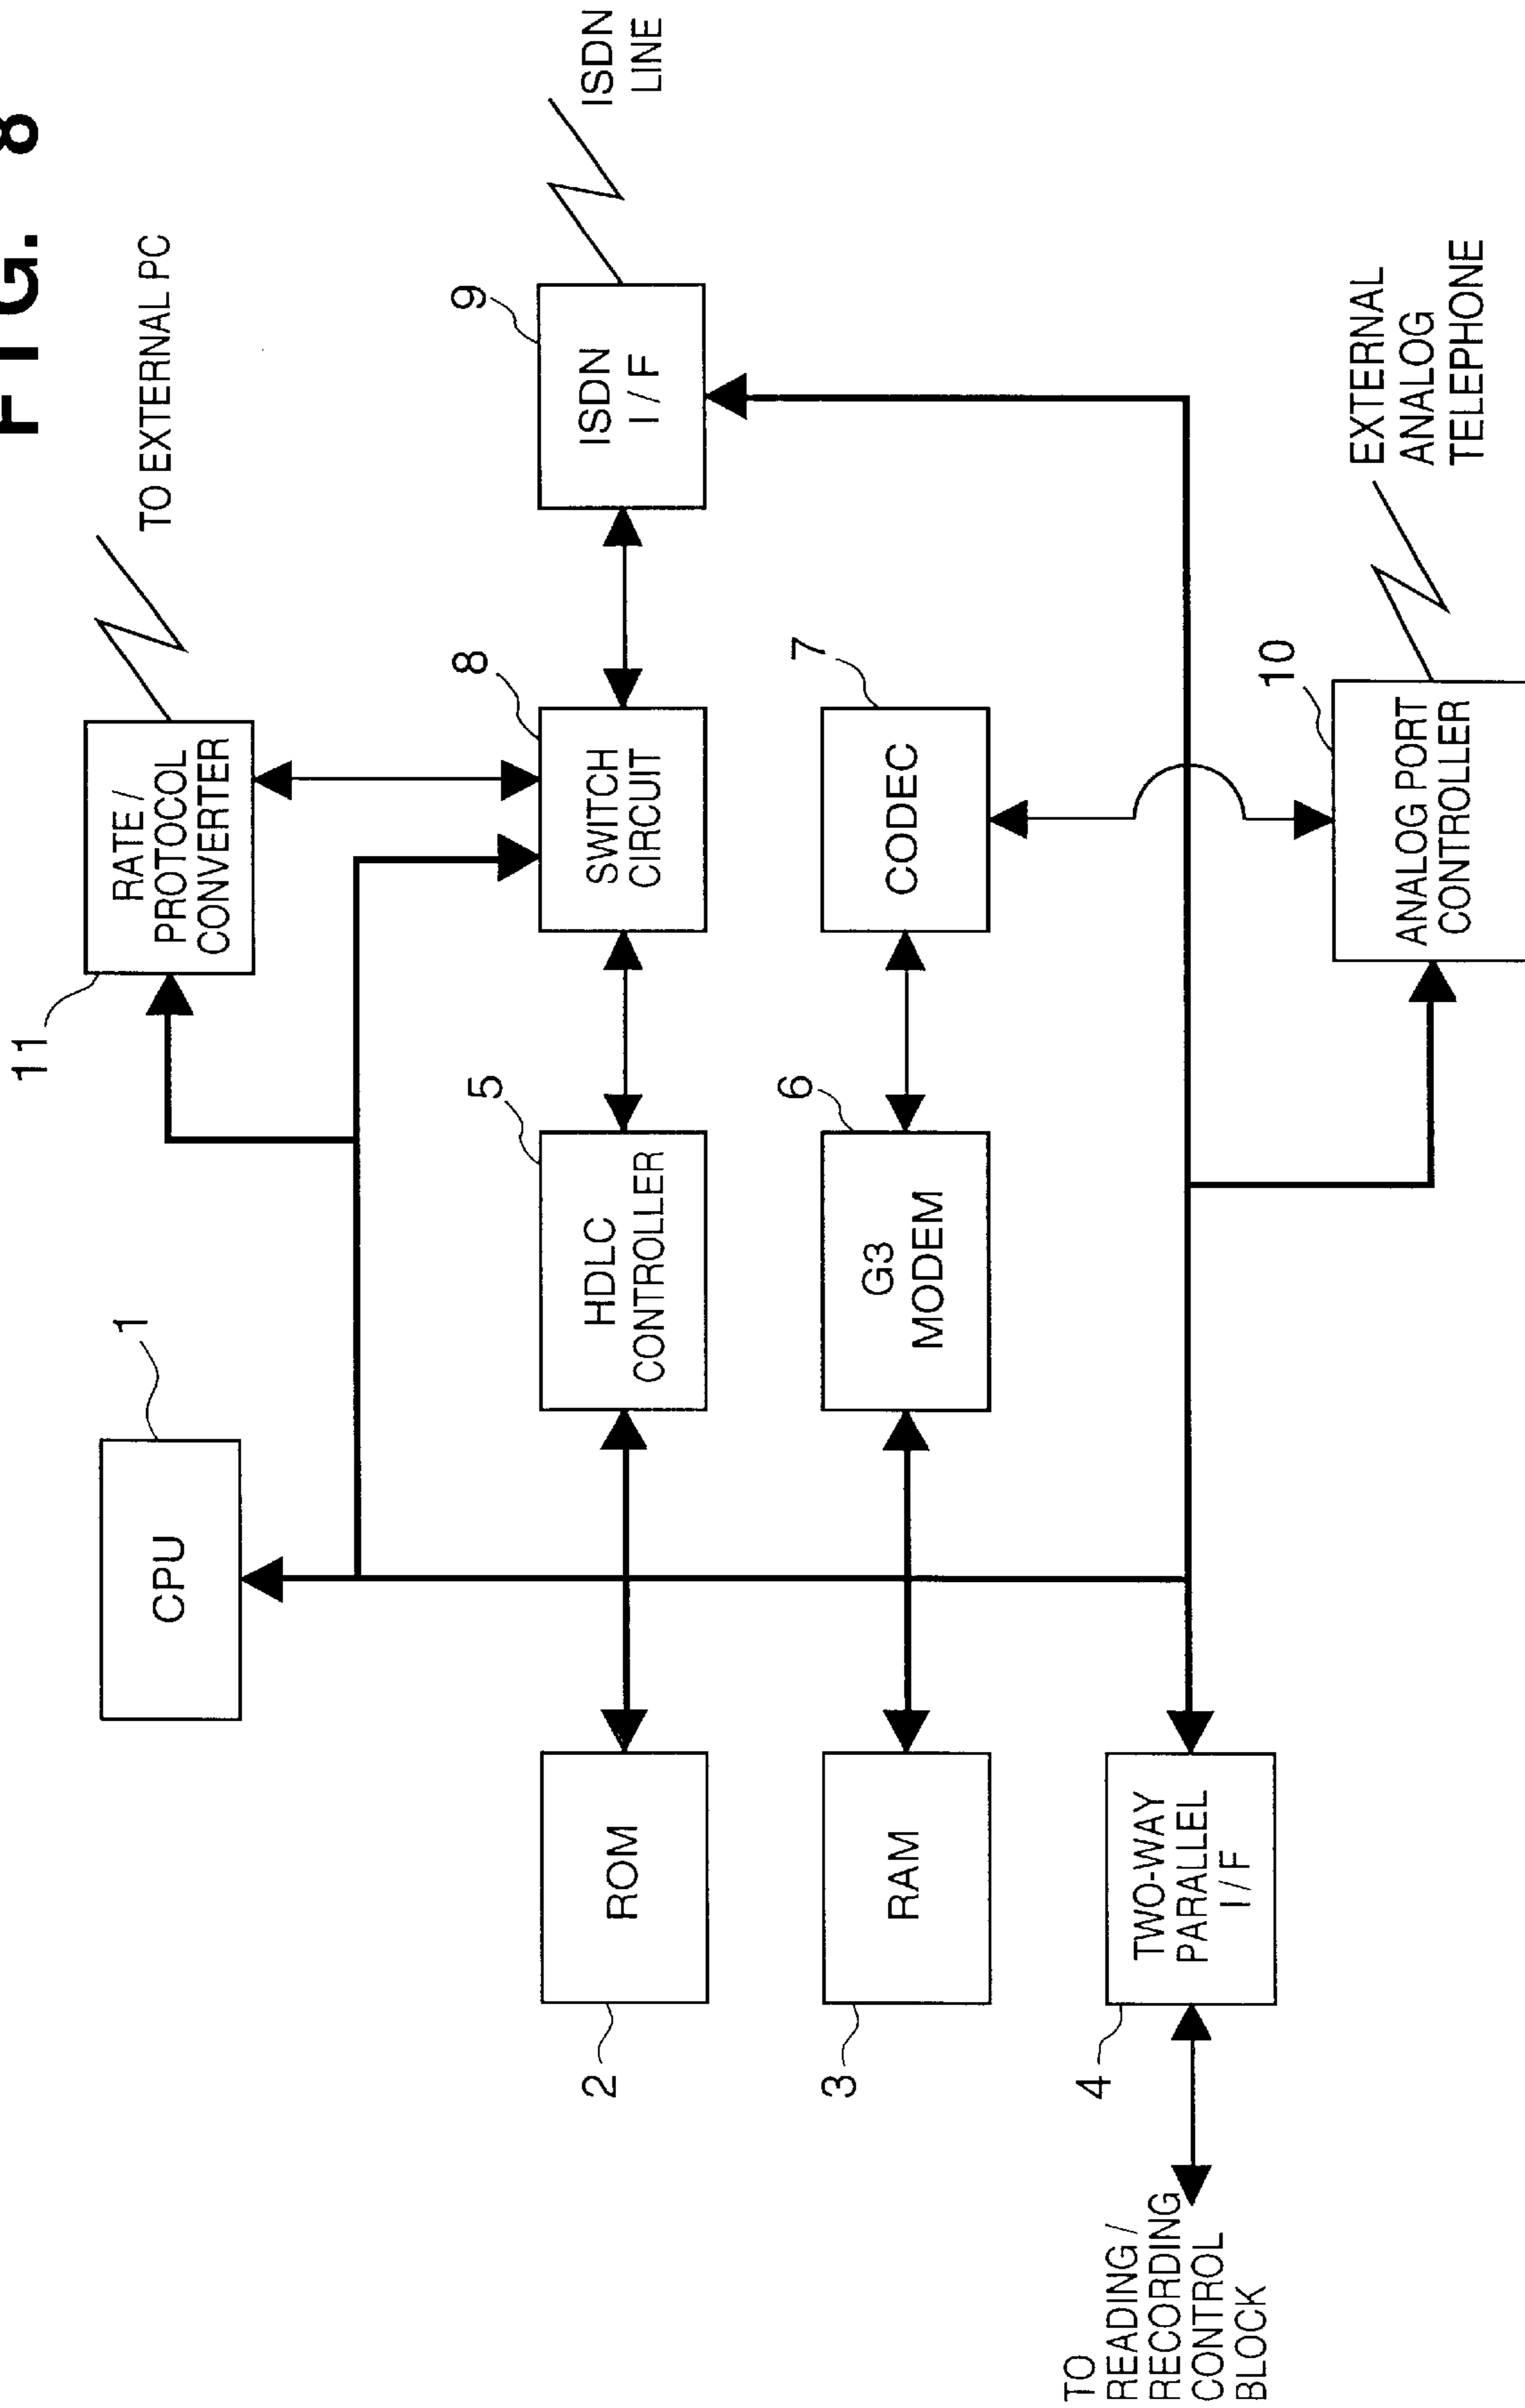 FIG. 8
TO EXTERNAL PC
11
RATE /
PROTOCOL
CONVERTER
1
CPU
ISDN
LINE
9
ISDN
I / F
8
SWITCH
CIRCUIT
5
HDLC
CONTROLLER
2
ROM
7
CODEC
6
G3
MODEM
3
RAM
4
TWO-WAY
PARALLEL
I / F
TO
READING /
RECORDING
CONTROL
BLOCK
10
ANALOG PORT
CONTROLLER
EXTERNAL
ANALOG
TELEPHONE